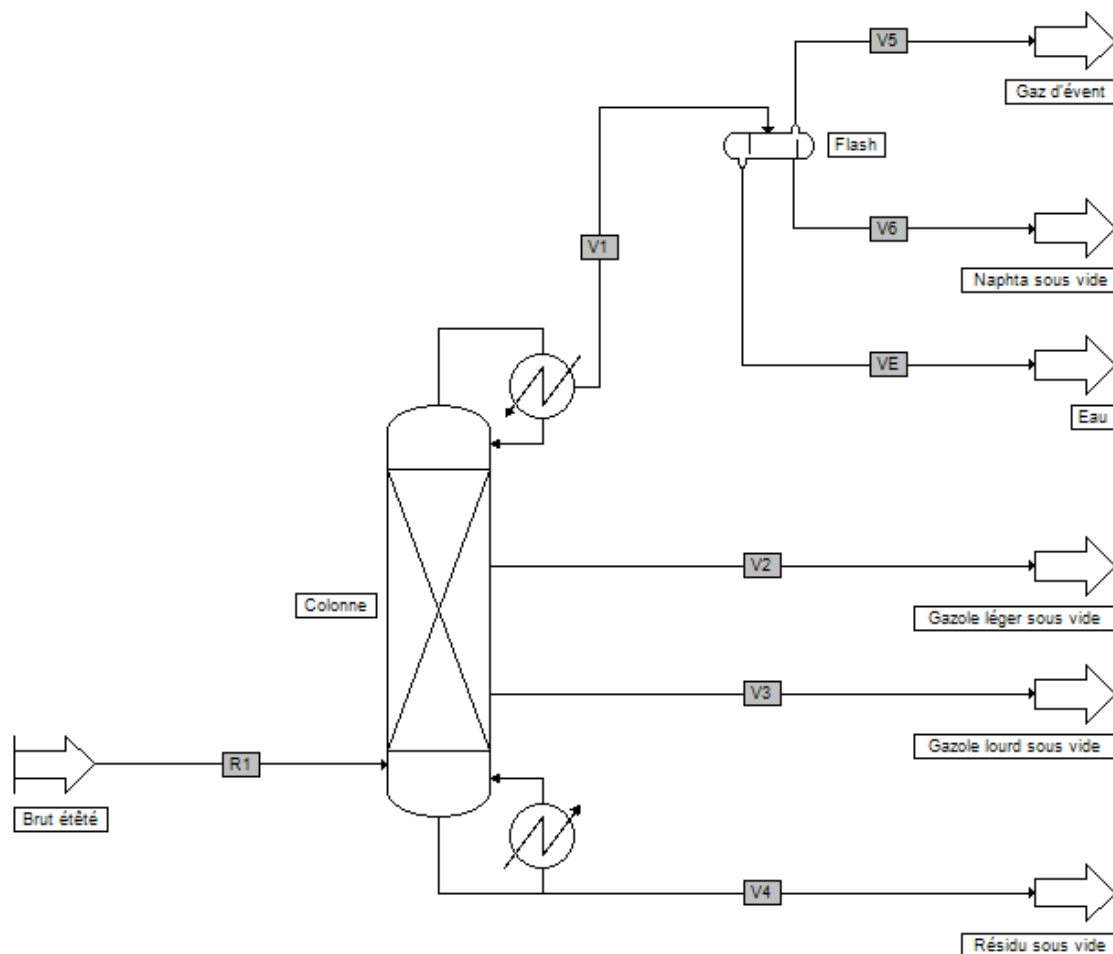 V5
Gaz d'évent
Flash
V6
Naphta sous vide
V1
VE
Eau
V2
Colonne
Gazole léger sous vide
V3
Gazole lourd sous vide
R1
Brut étêté
V4
Résidu sous vide